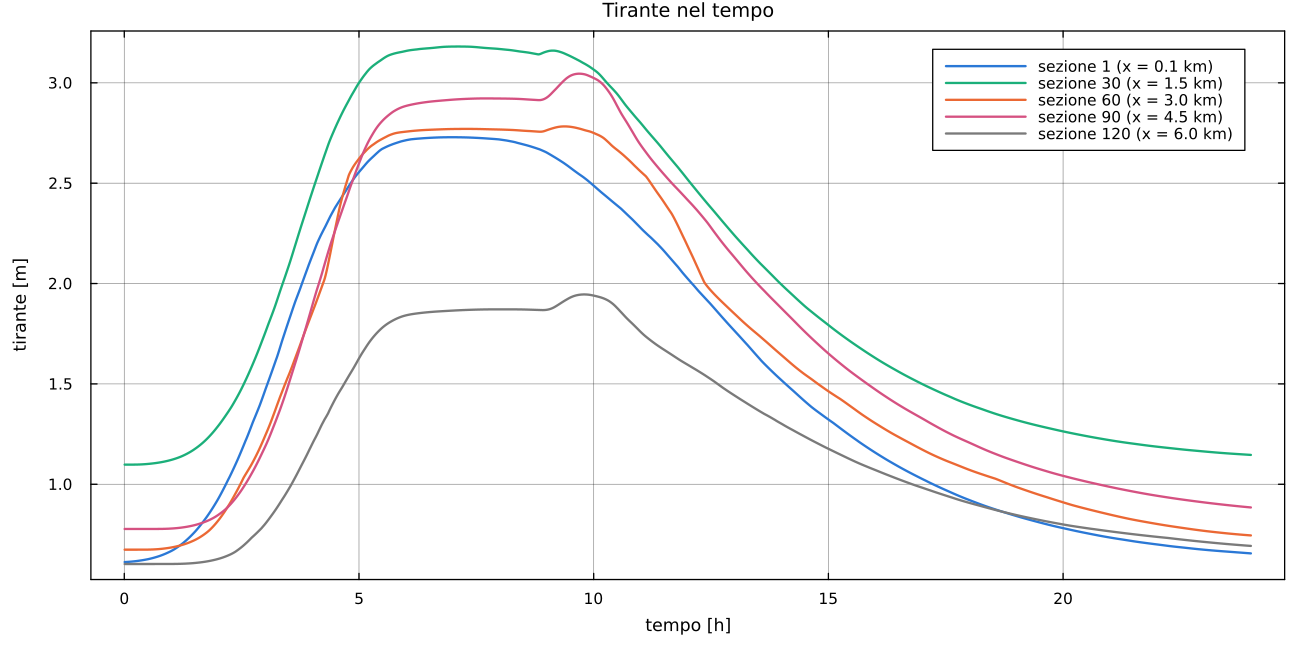 Tirante nel tempo
tirante [m]
3.0
2.5
2.0
1.5
1.0
sezione 1 (x = 0.1 km)
sezione 30 (x = 1.5 km)
sezione 60 (x = 3.0 km)
sezione 90 (x = 4.5 km)
sezione 120 (x = 6.0 km)
0 5 10 15 20
tempo [h]